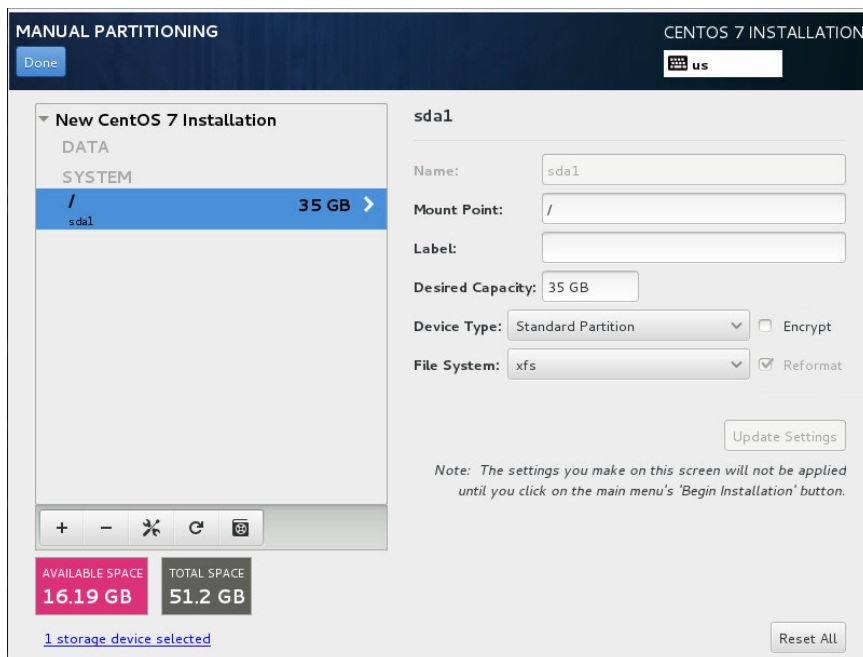 MANUAL PARTITIONING
CENTOS 7 INSTALLATION
Done
us
New CentOS 7 Installation
DATA
SYSTEM
/
35 GB
sda1
sda1
Name: sda1
Mount Point: /
Label:
Desired Capacity: 35 GB
Device Type: Standard Partition Encrypt
File System: xfs Reformat
Update Settings
Note: The settings you make on this screen will not be applied
until you click on the main menu's 'Begin Installation' button.
AVAILABLE SPACE
16.19 GB
TOTAL SPACE
51.2 GB
1 storage device selected
Reset All